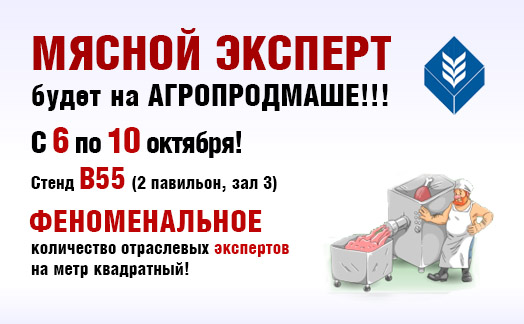 МЯСНОЙ ЭКСПЕРТ
будет на АГРОПРОДМАШЕ!!!
С 6 по 10 октября!
Стенд В55 (2 павильон, зал 3)
ФЕНОМЕНАЛЬНОЕ
количество отраслевых экспертов
на метр квадратный!